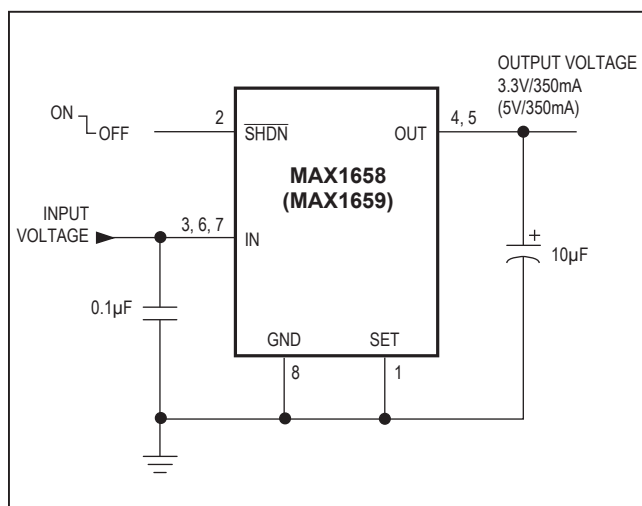 OUTPUT VOLTAGE
3.3V/350mA
(5V/350mA)
ON
OFF
2
SHDN
OUT
4, 5
MAX1658
(MAX1659)
INPUT
VOLTAGE
3, 6, 7
IN
10µF
+
0.1µF
GND
SET
8
1